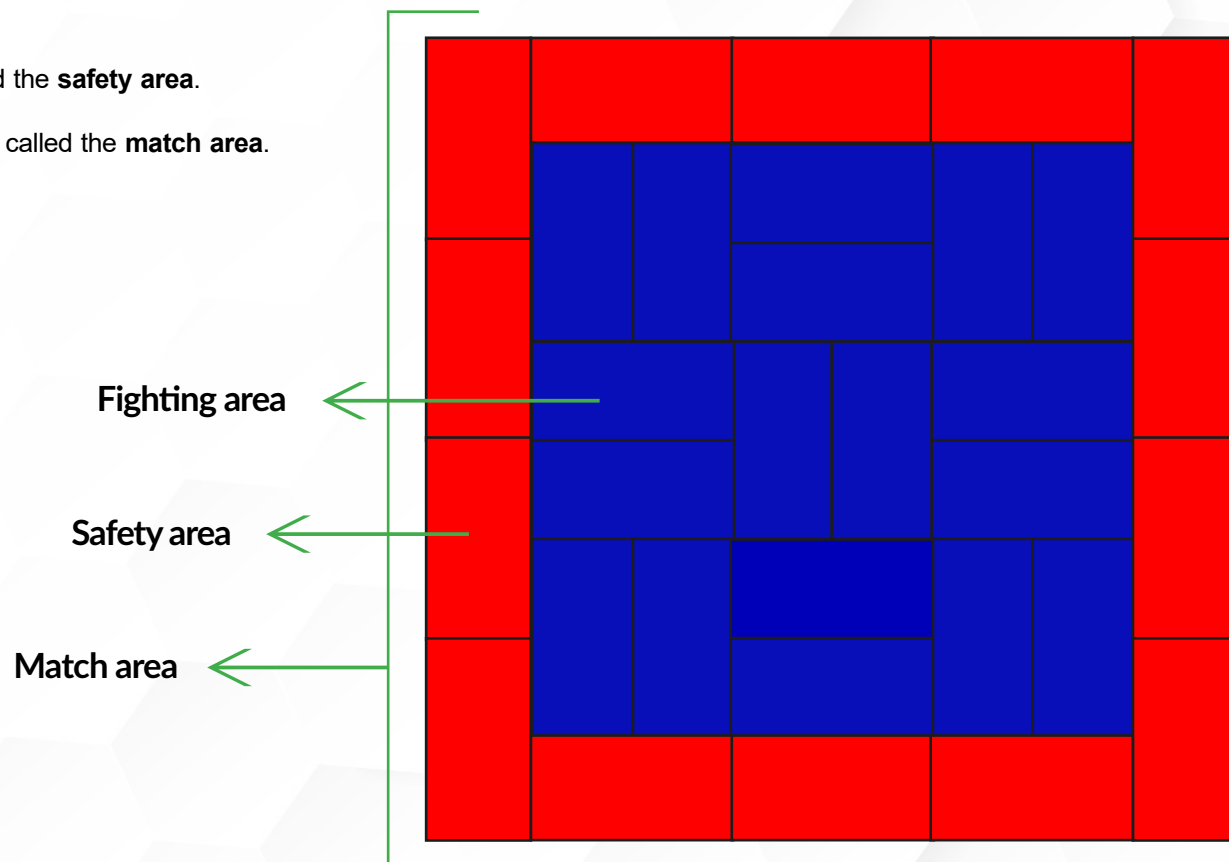 the safety area.
called the match area.
Fighting area
Safety area
Match area